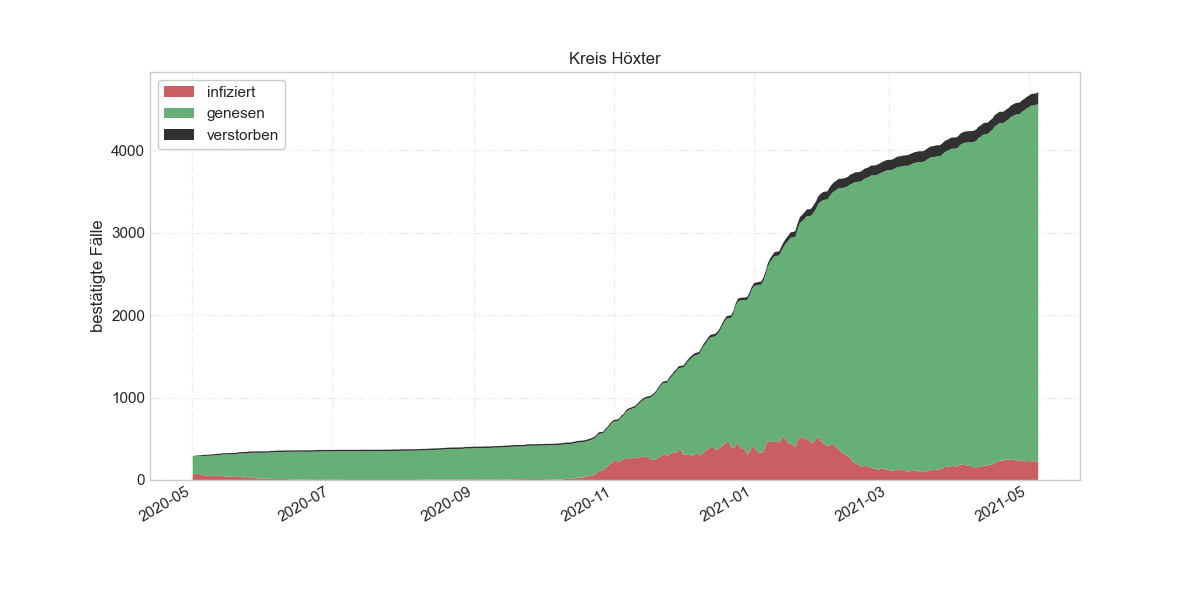 Kreis Höxter
infiziert
genesen
verstorben
bestätigte Fälle
4000
3000
2000
1000
0
2020-05
2020-07
2020-09
2020-11
2021-01
2021-03
2021-05